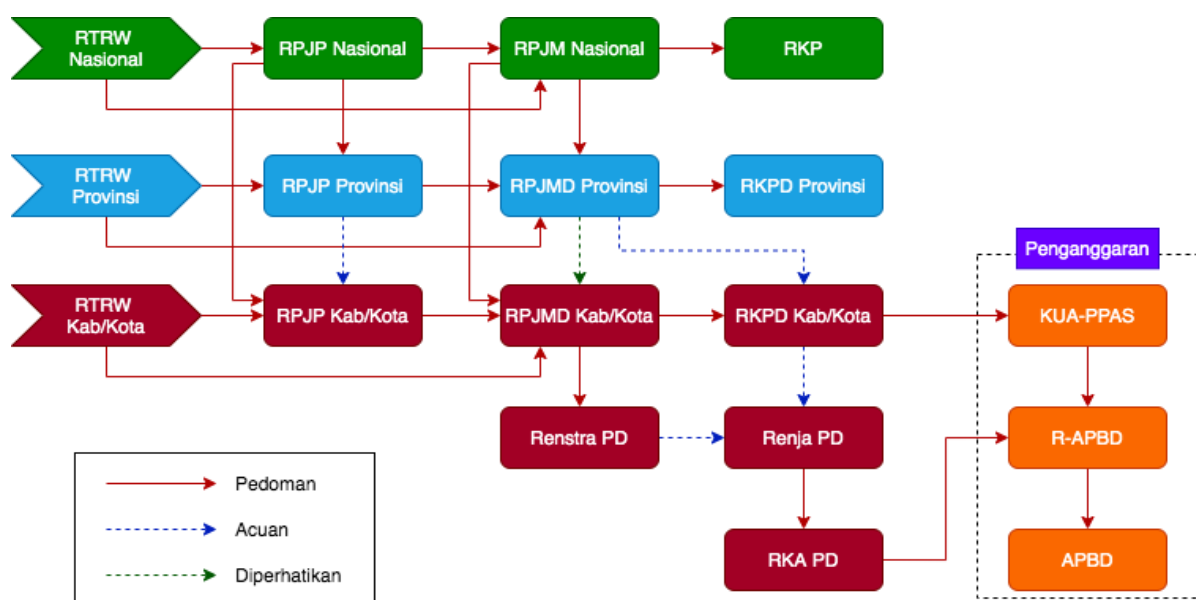 RTRW
Nasional
RPJP Nasional
RPJM Nasional
RKP
RTRW
Provinsi
RPJP Provinsi
RPJMD Provinsi
RKPD Provinsi
Penganggaran
RTRW
Kab/Kota
RPJP Kab/Kota
RPJMD Kab/Kota
RKPD Kab/Kota
KUA-PPAS
Renstra PD
Renja PD
R-APBD
Pedoman
Acuan
Diperhatikan
RKA PD
APBD